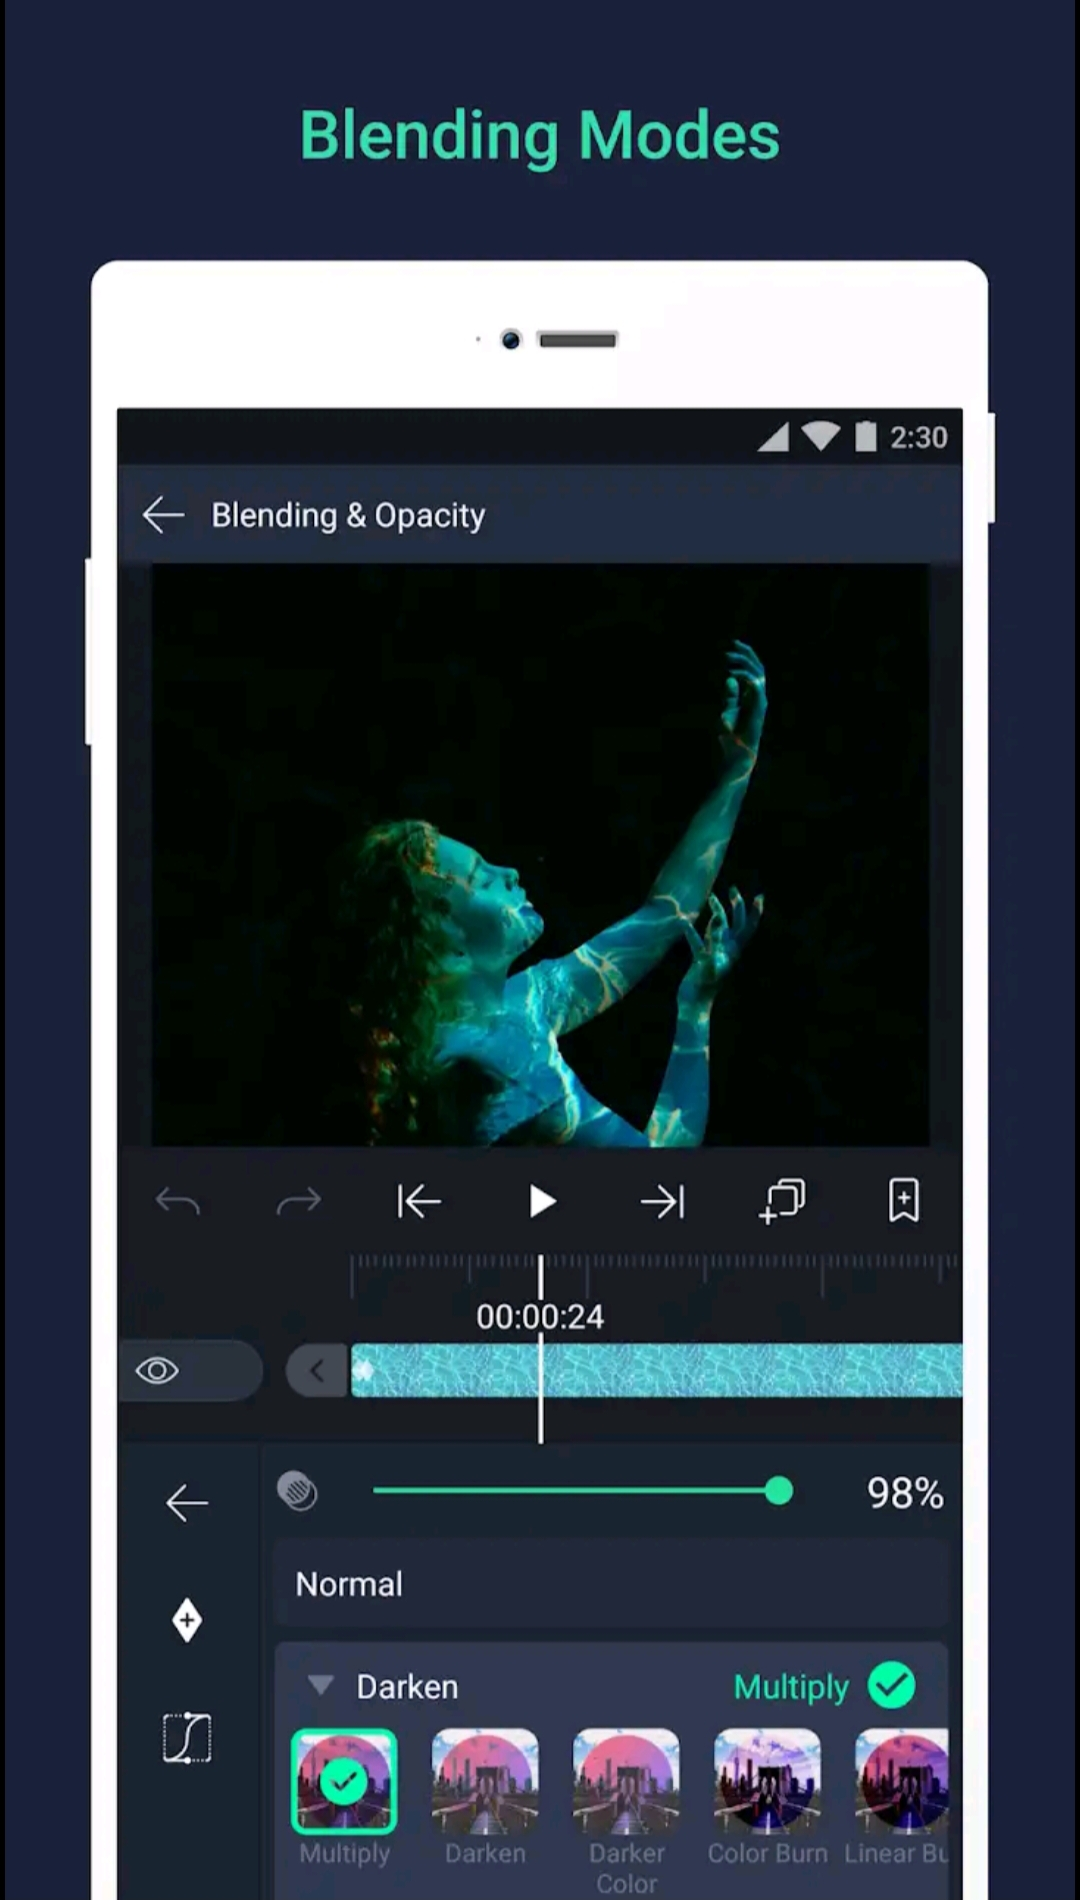 Blending Modes
2:30
Blending & Opacity
00:00:24
98%
Normal
Darken Multiply
Multiply Darken Darker Color Color Burn Linear Bu